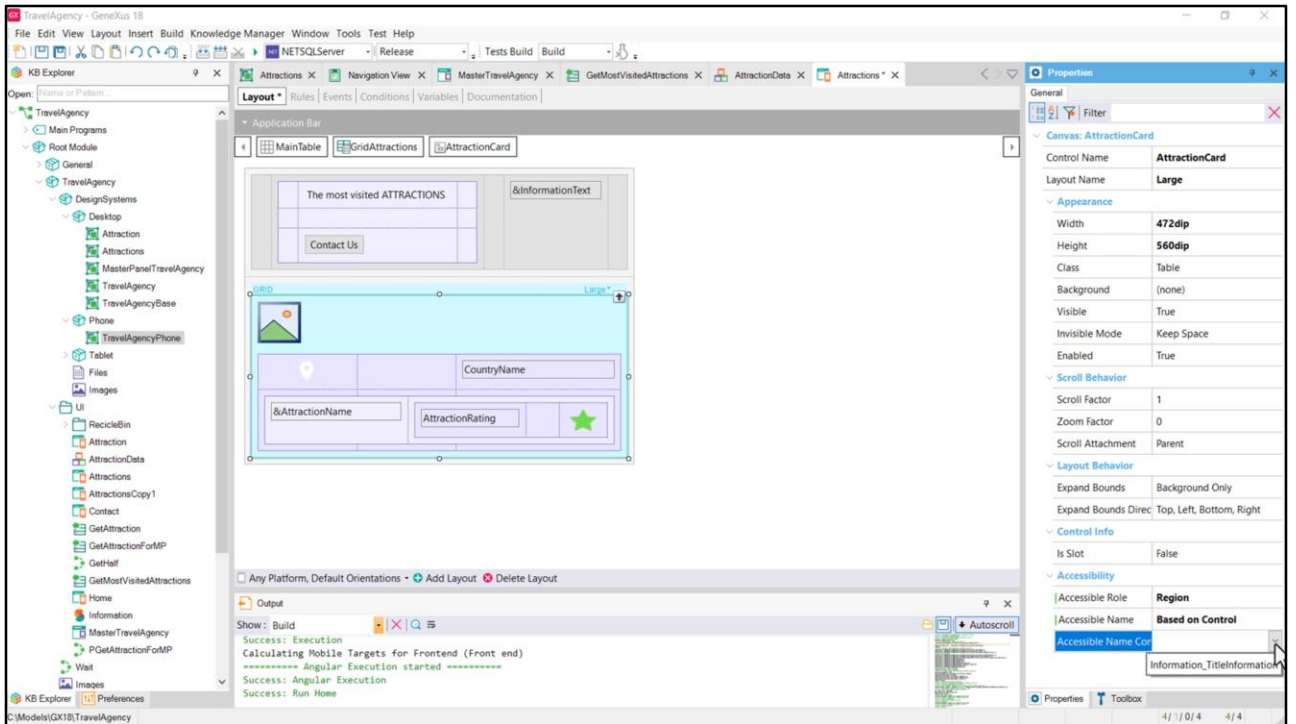 GX TravelAgency - GeneXus 18
File Edit View Layout Insert Build Knowledge Manager Window Tools Test Help
NETSQLServer Release Tests Build Build
KB Explorer
Open: Name or Pattern...
TravelAgency
Main Programs
Root Module
General
TravelAgency
DesignSystems
Desktop
Attraction
Attractions
MasterPanelTravelAgency
TravelAgency
TravelAgencyBase
Phone
TravelAgencyPhone
Tablet
Files
Images
UI
RecicleBin
Attraction
AttractionData
Attractions
AttractionsCopy1
Contact
GetAttraction
GetAttractionForMP
GetHalf
GetMostVisitedAttractions
Home
Information
MasterTravelAgency
PGetAttractionForMP
Wait
Images
KB Explorer Preferences
C:\Models\GX18\TravelAgency
Attractions X Navigation View X MasterTravelAgency X GetMostVisitedAttractions X AttractionData X Attractions * X
Layout * Rules Events Conditions Variables Documentation
Application Bar
MainTable GridAttractions AttractionCard
The most visited ATTRACTIONS &InformationText
Contact Us
GRID Large *
CountryName
&AttractionName AttractionRating
Any Platform, Default Orientations Add Layout Delete Layout
Output
Show: Build Autoscroll
Success: Execution
Calculating Mobile Targets for Frontend (Front end)
========== Angular Execution started ==========
Success: Angular Execution
Success: Run Home
Properties
General
Filter
Canvas: AttractionCard
Control Name AttractionCard
Layout Name Large
Appearance
Width 472dip
Height 560dip
Class Table
Background (none)
Visible True
Invisible Mode Keep Space
Enabled True
Scroll Behavior
Scroll Factor 1
Zoom Factor 0
Scroll Attachment Parent
Layout Behavior
Expand Bounds Background Only
Expand Bounds Direc Top, Left, Bottom, Right
Control Info
Is Slot False
Accessibility
Accessible Role Region
Accessible Name Based on Control
Accessible Name Cor
Information_TitleInformation
Properties Toolbox
4/1/0/4 4/4